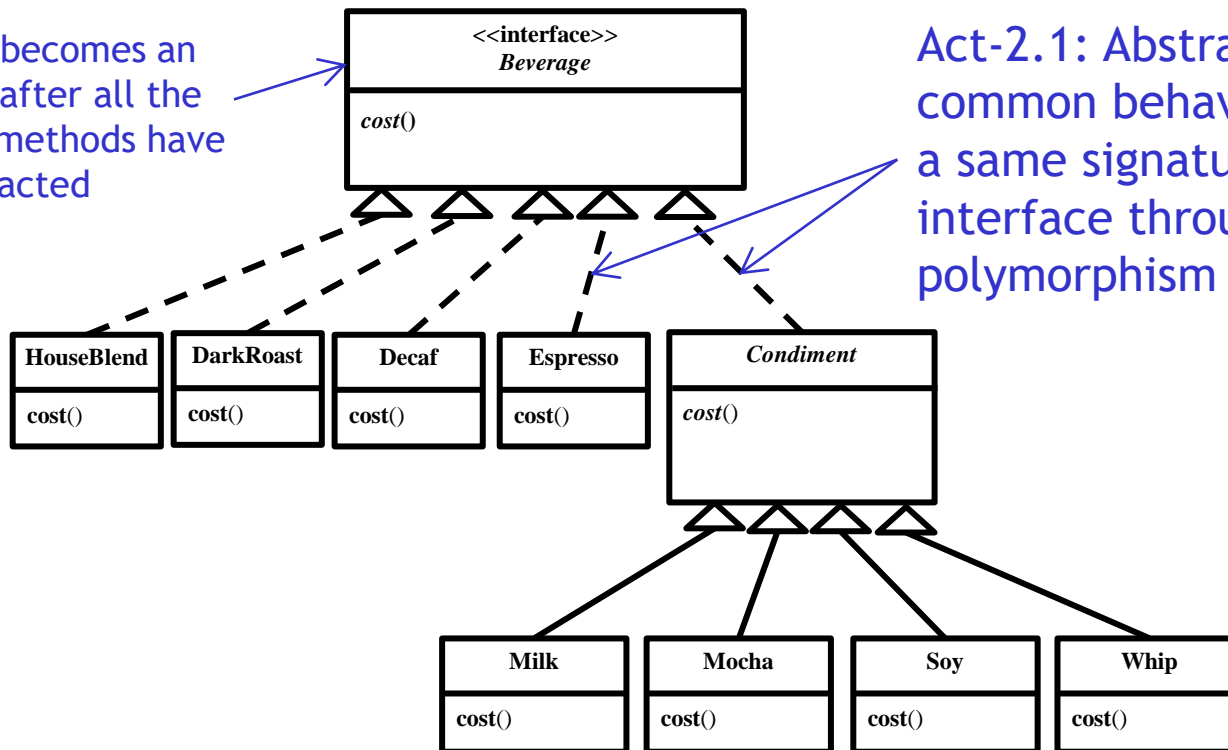 becomes an
after all the
methods have
acted
<<interface>>
Beverage
cost()
Act-2.1: Abstra
common behav
a same signatu
interface throu
polymorphism
HouseBlend
cost()
DarkRoast
cost()
Decaf
cost()
Espresso
cost()
Condiment
cost()
Milk
cost()
Mocha
cost()
Soy
cost()
Whip
cost()